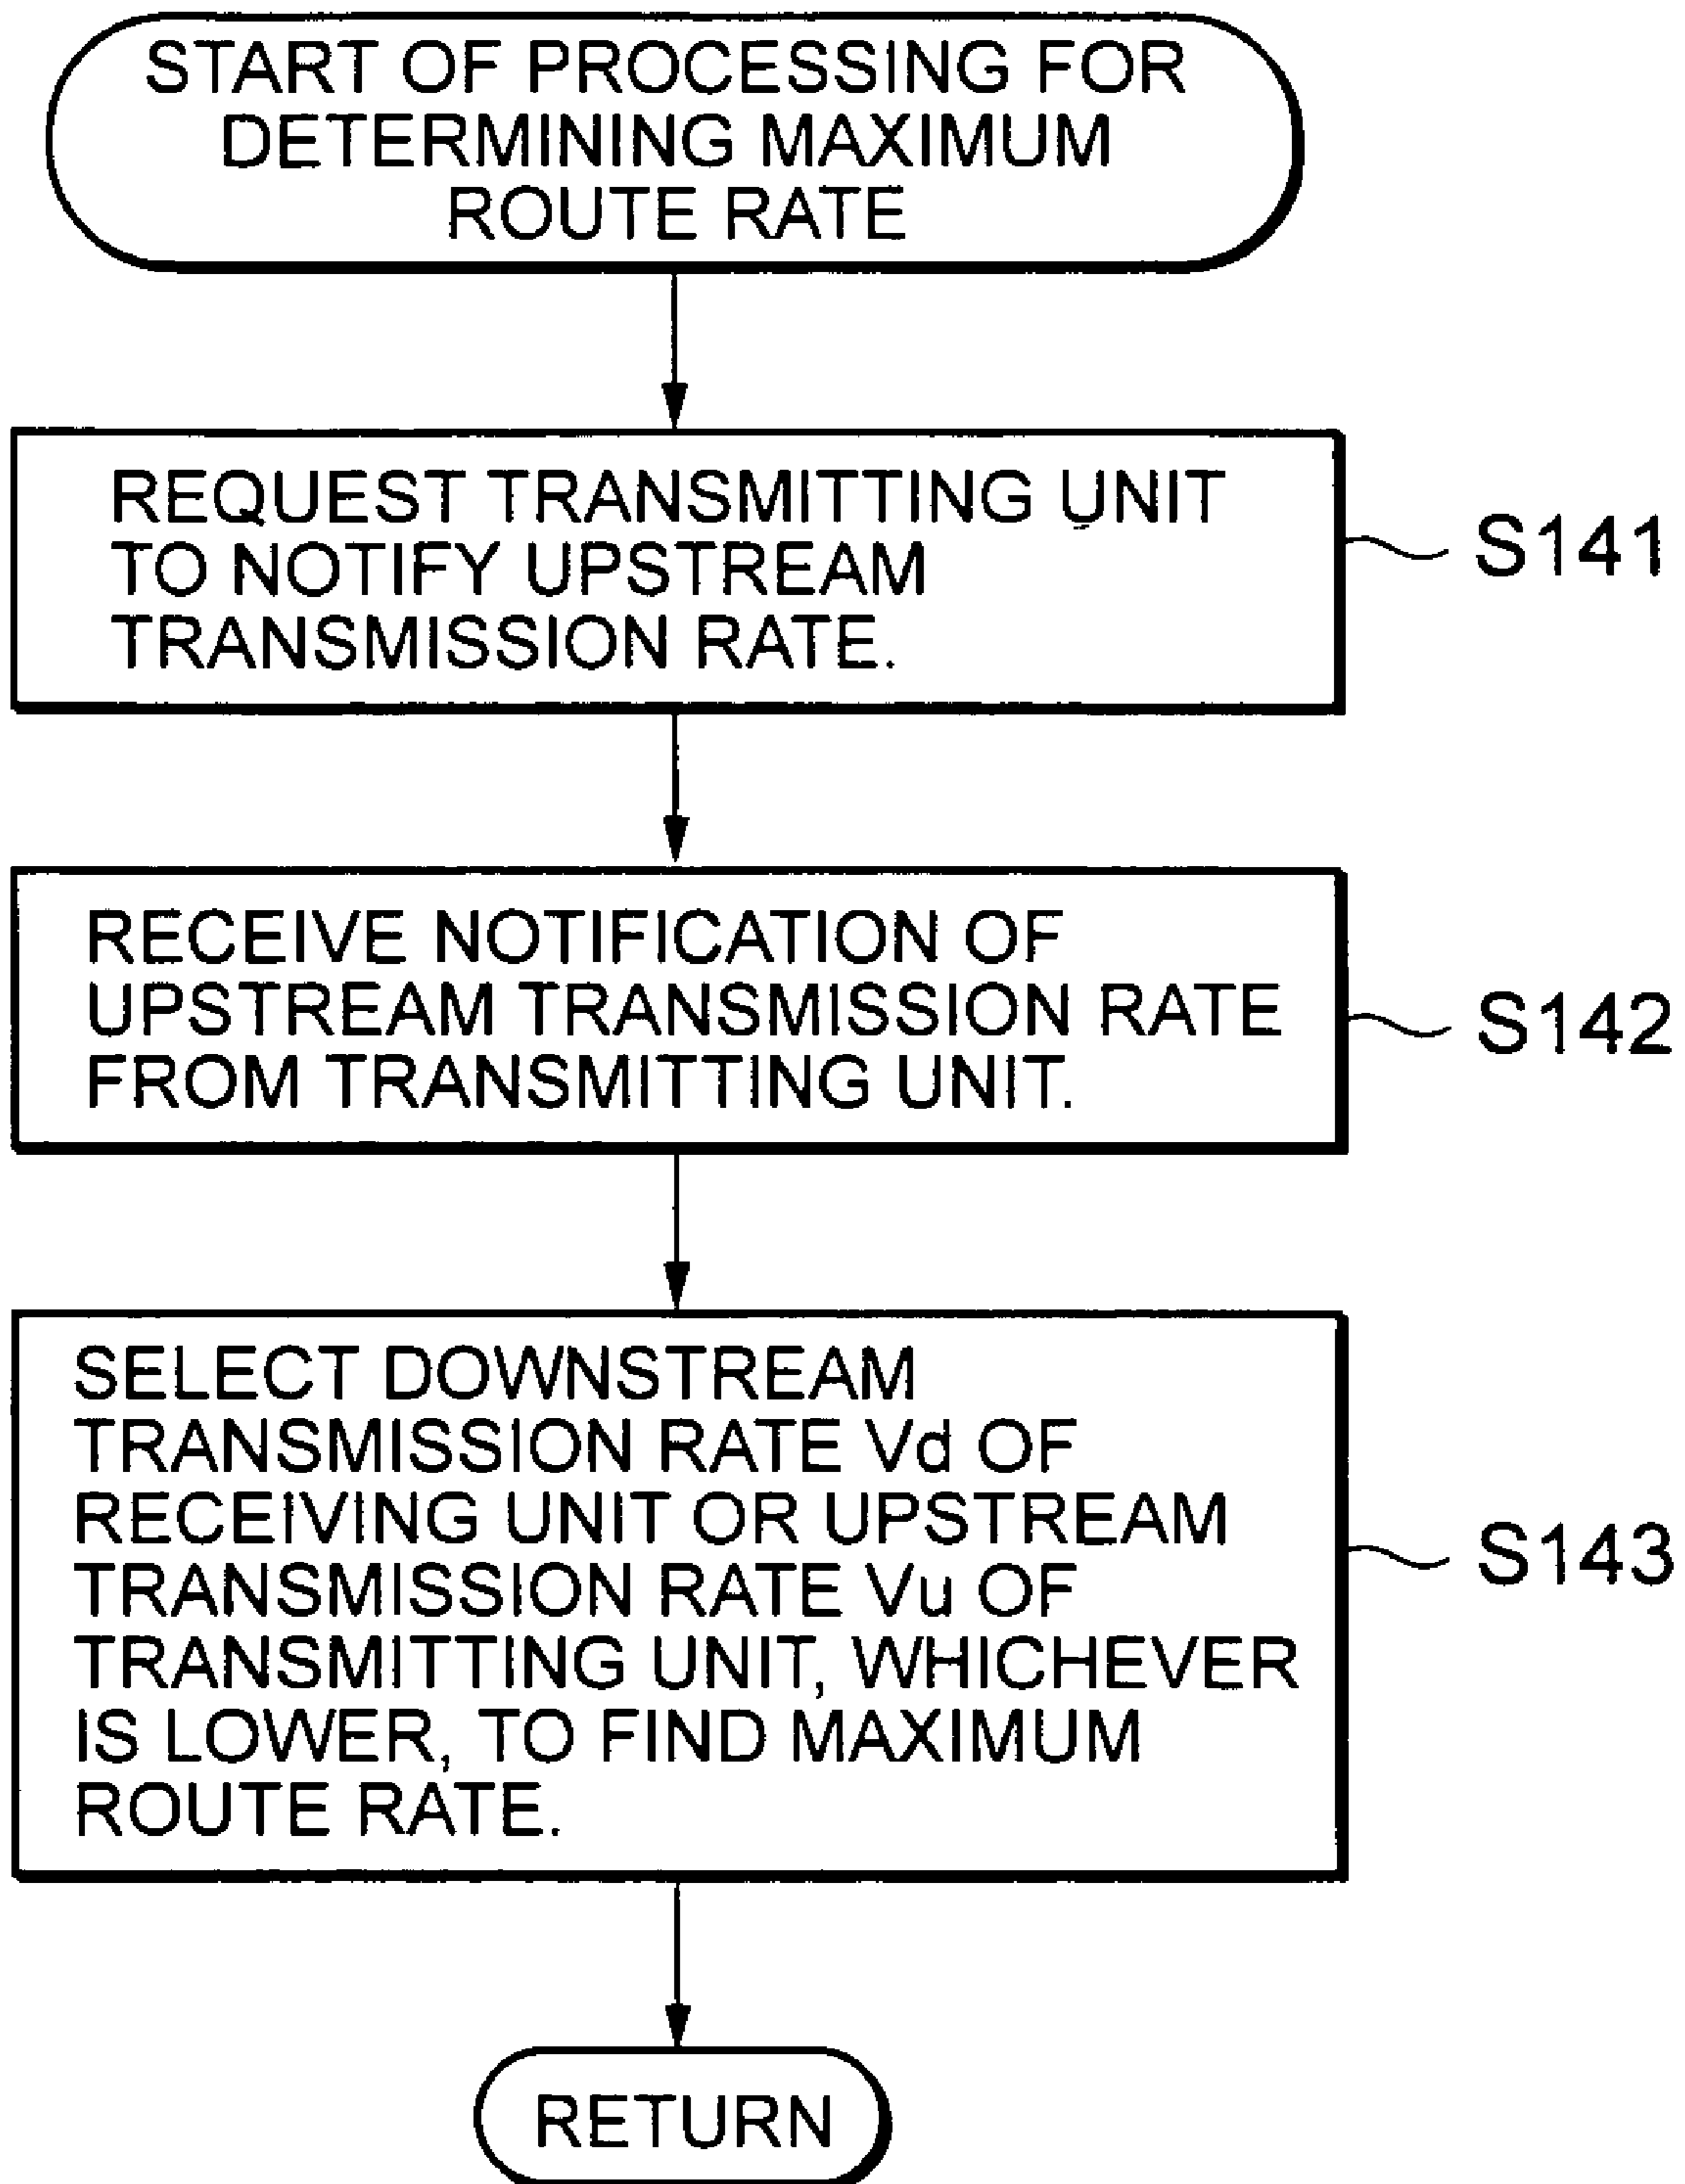 START OF PROCESSING FOR
DETERMINING MAXIMUM
ROUTE RATE
REQUEST TRANSMITTING UNIT
TO NOTIFY UPSTREAM
TRANSMISSION RATE.
S141
RECEIVE NOTIFICATION OF
UPSTREAM TRANSMISSION RATE
FROM TRANSMITTING UNIT.
S142
SELECT DOWNSTREAM
TRANSMISSION RATE Vd OF
RECEIVING UNIT OR UPSTREAM
TRANSMISSION RATE Vu OF
TRANSMITTING UNIT, WHICHEVER
IS LOWER, TO FIND MAXIMUM
ROUTE RATE.
S143
RETURN